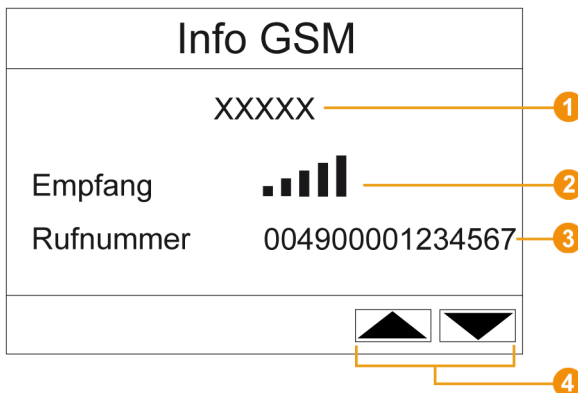 Info GSM
XXXXX 1
Empfang 2
Rufnummer 004900001234567 3
4